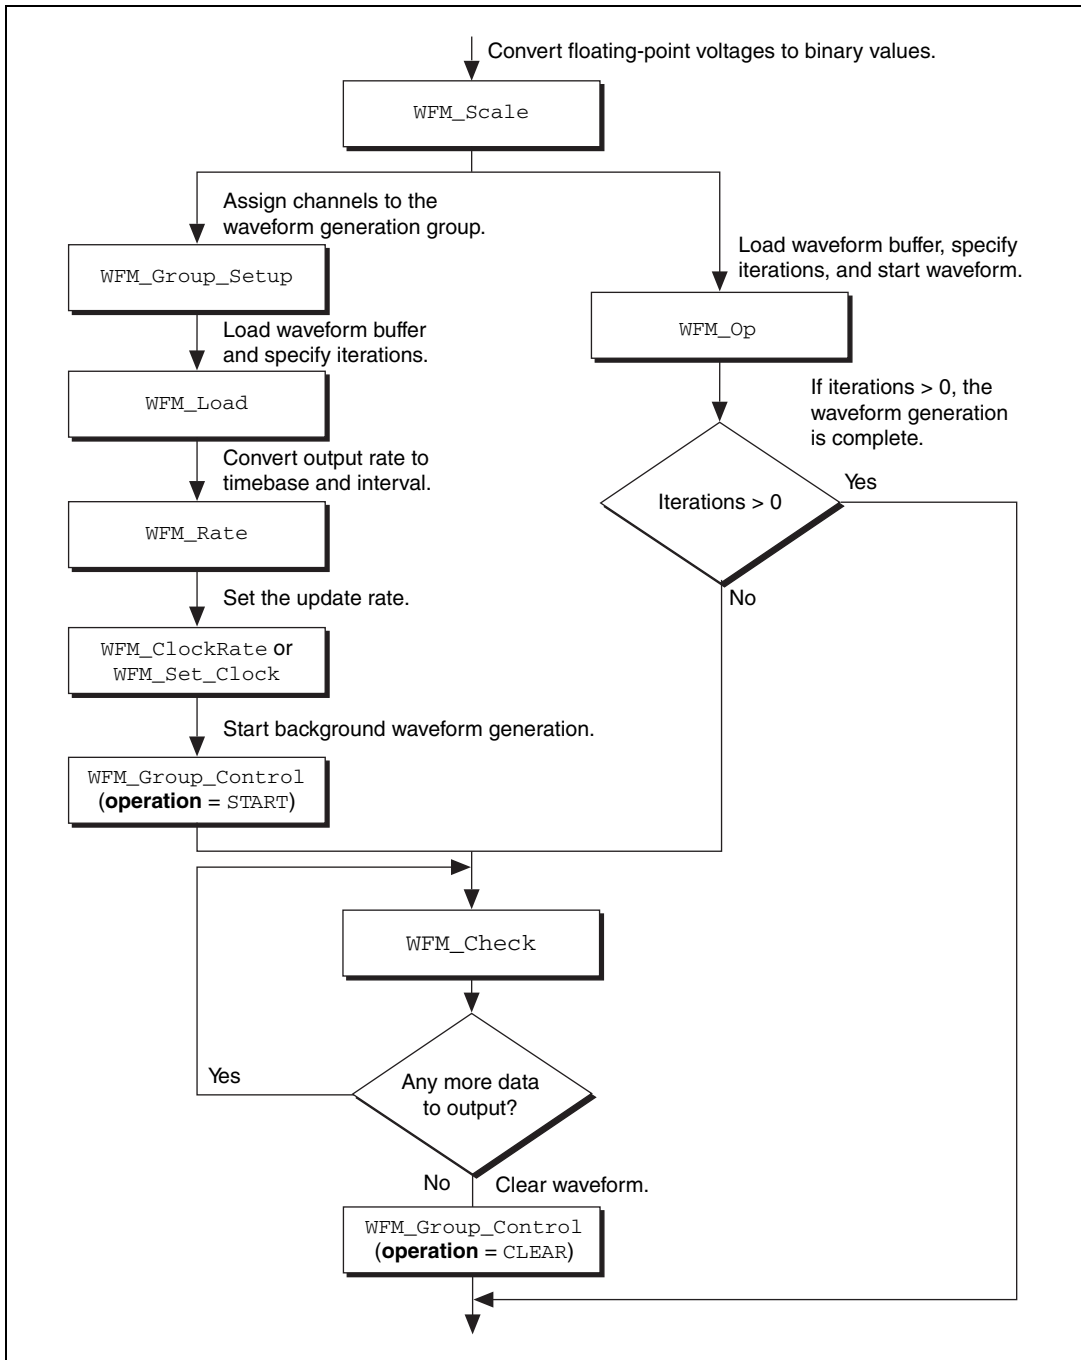 Convert floating-point voltages to binary values.
WFM_Scale
Assign channels to the
waveform generation group.
WFM_Group_Setup
Load waveform buffer
and specify iterations.
WFM_Load
Convert output rate to
timebase and interval.
WFM_Rate
Set the update rate.
WFM_ClockRate or
WFM_Set_Clock
Start background waveform generation.
WFM_Group_Control
(operation = START)
Load waveform buffer, specify
iterations, and start waveform.
WFM_Op
If iterations > 0, the
waveform generation
is complete.
Iterations > 0
Yes
No
WFM_Check
Any more data
to output?
Yes
No
Clear waveform.
WFM_Group_Control
(operation = CLEAR)